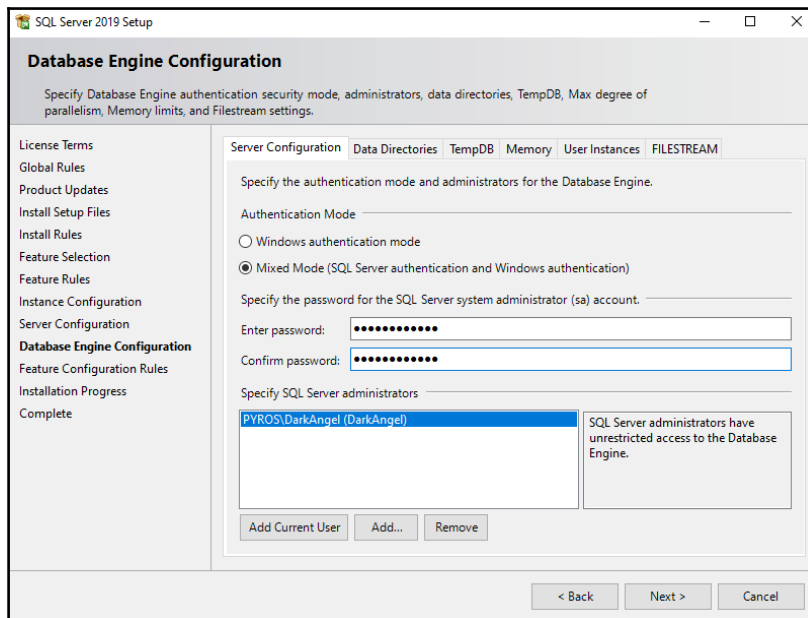 SQL Server 2019 Setup
Database Engine Configuration
Specify Database Engine authentication security mode, administrators, data directories, TempDB, Max degree of
parallelism, Memory limits, and Filestream settings.
License Terms
Global Rules
Product Updates
Install Setup Files
Install Rules
Feature Selection
Feature Rules
Instance Configuration
Server Configuration
Database Engine Configuration
Feature Configuration Rules
Installation Progress
Complete
Server Configuration Data Directories TempDB Memory User Instances FILESTREAM
Specify the authentication mode and administrators for the Database Engine.
Authentication Mode
Windows authentication mode
Mixed Mode (SQL Server authentication and Windows authentication)
Specify the password for the SQL Server system administrator (sa) account.
Enter password: ●●●●●●●●●●●●
Confirm password: ●●●●●●●●●●●●
Specify SQL Server administrators
PYROS\DarkAngel (DarkAngel)
SQL Server administrators have
unrestricted access to the Database
Engine.
Add Current User Add... Remove
< Back Next > Cancel